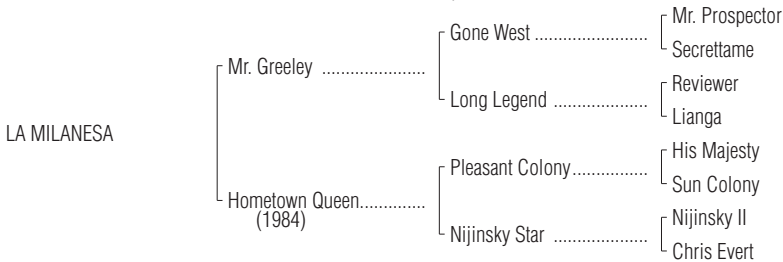 Mr. Prospector
Gone West ........................
Secrettame
Mr. Greeley ......................
Reviewer
Long Legend ....................
Lianga
LA MILANESA
His Majesty
Pleasant Colony................
Sun Colony
Hometown Queen..............
(1984)
Nijinsky II
Nijinsky Star ....................
Chris Evert